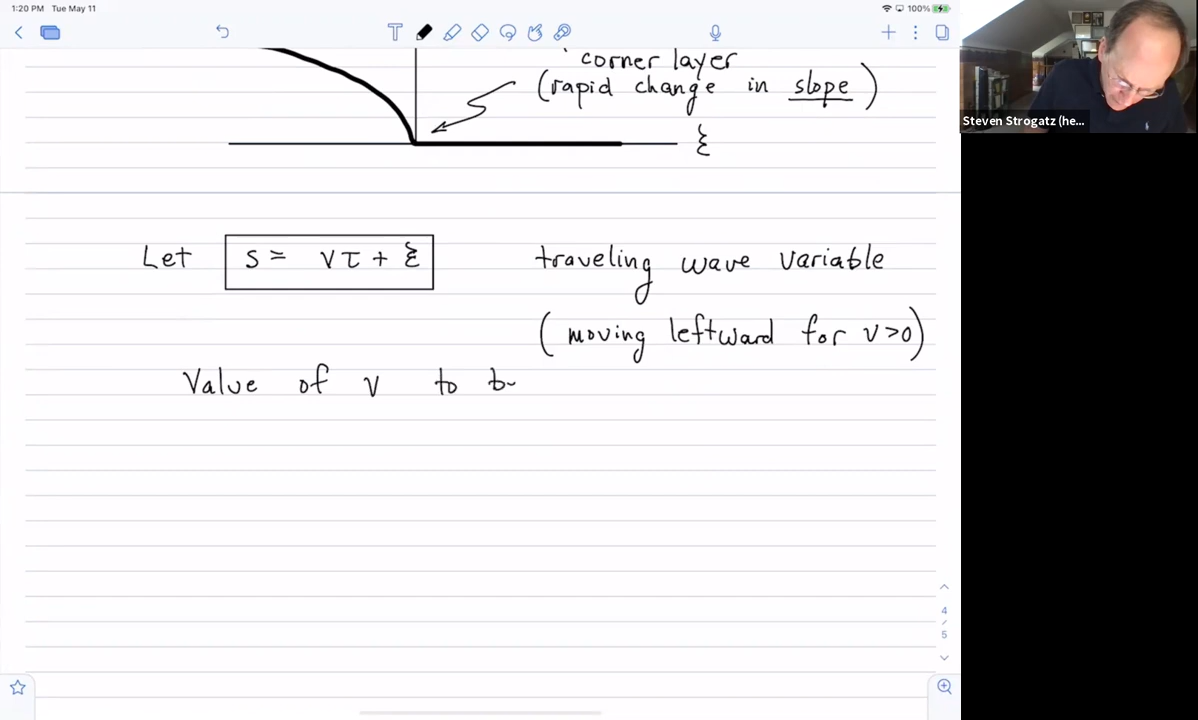 1:20 PM Tue May 11
100%
corner layer
(rapid change in slope)
ξ
Steven Strogatz (he...
Let s = vτ + ξ traveling wave variable
(moving leftward for v>0)
Value of v to b
4
/
5